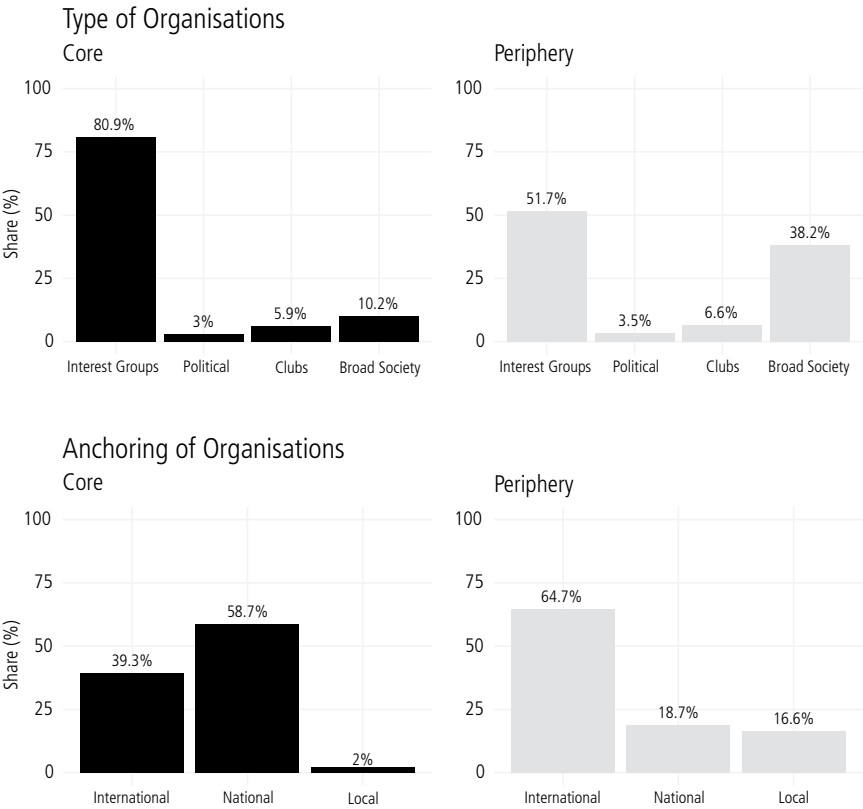 Type of Organisations
Core
Periphery
100
75
50
25
0
Share (%)
80.9%
3%
5.9%
10.2%
Interest Groups
Political
Clubs
Broad Society
100
75
50
25
0
51.7%
3.5%
6.6%
38.2%
Interest Groups
Political
Clubs
Broad Society
Anchoring of Organisations
Core
Periphery
100
75
50
25
0
Share (%)
39.3%
58.7%
2%
International
National
Local
100
75
50
25
0
64.7%
18.7%
16.6%
International
National
Local